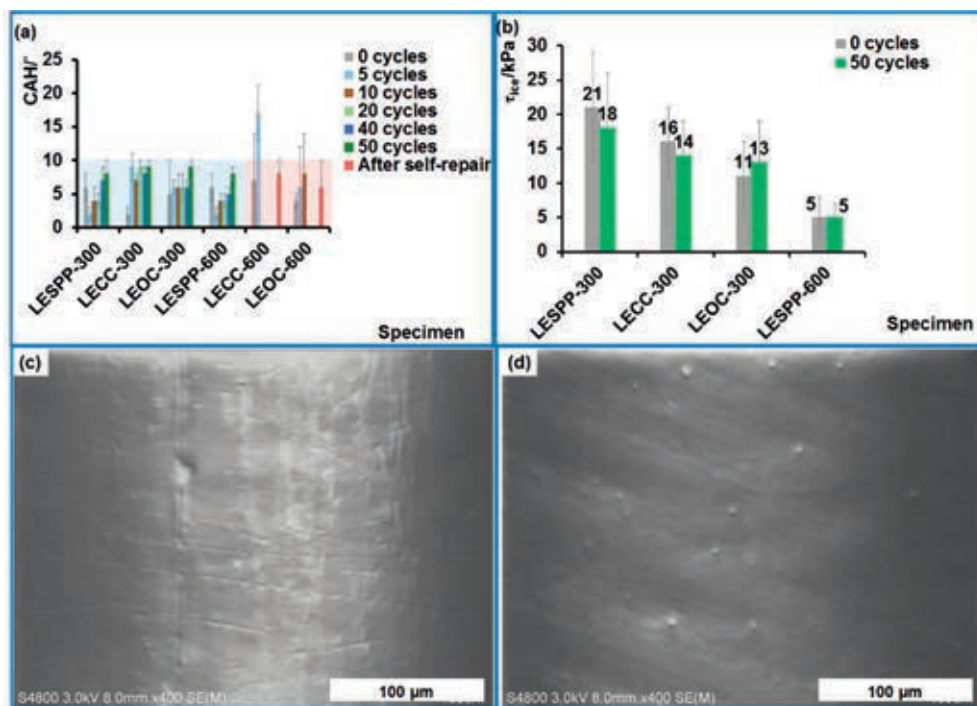 (a)
CAH/°
25
20
15
10
5
0
0 cycles
5 cycles
10 cycles
20 cycles
40 cycles
50 cycles
After self-repair
LESPP-300
LECC-300
LEOC-300
LESPP-600
LECC-600
LEOC-600
Specimen
(b)
τice/kPa
30
25
20
15
10
5
0
0 cycles
50 cycles
21
18
16
14
11
13
5
5
LESPP-300
LECC-300
LEOC-300
LESPP-600
Specimen
(c)
S4800 3.0kV 8.0mm x400 SE(M)
100 µm
(d)
S4800 3.0kV 8.0mm x400 SE(M)
100 µm